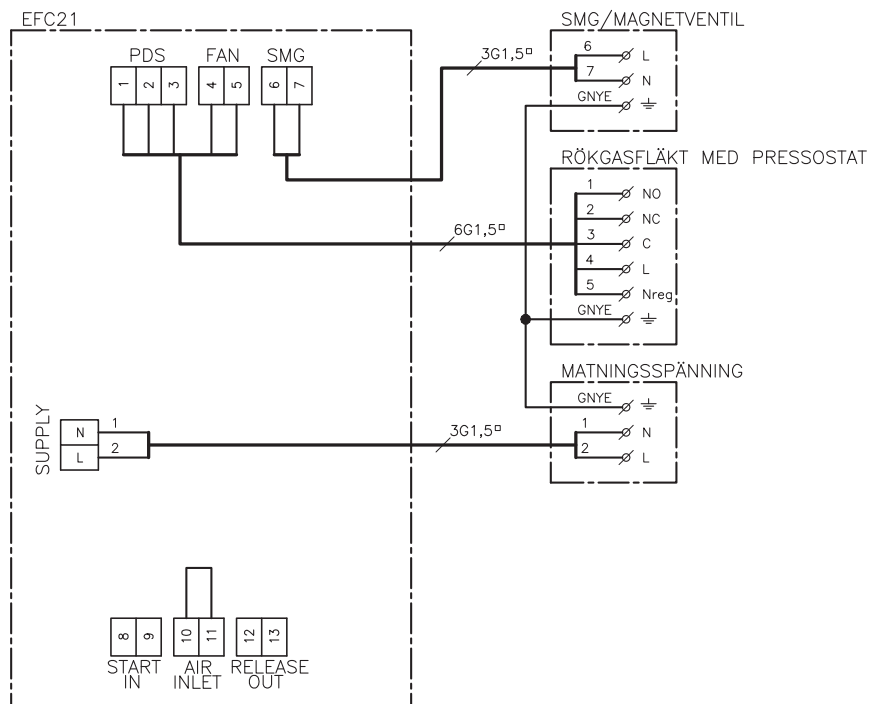 EFC21
PDS FAN SMG
1 2 3 4 5 6 7
SMG/MAGNETVENTIL
3G1,5▫
6 L
7 N
GNYE
RÖKGASFLÄKT MED PRESSOSTAT
6G1,5▫
1 NO
2 NC
3 C
4 L
5 Nreg
GNYE
MATNINGSSPÄNNING
GNYE
3G1,5▫
1 N
2 L
SUPPLY
N 1
L 2
8 9 10 11 12 13
START IN
AIR INLET
RELEASE OUT